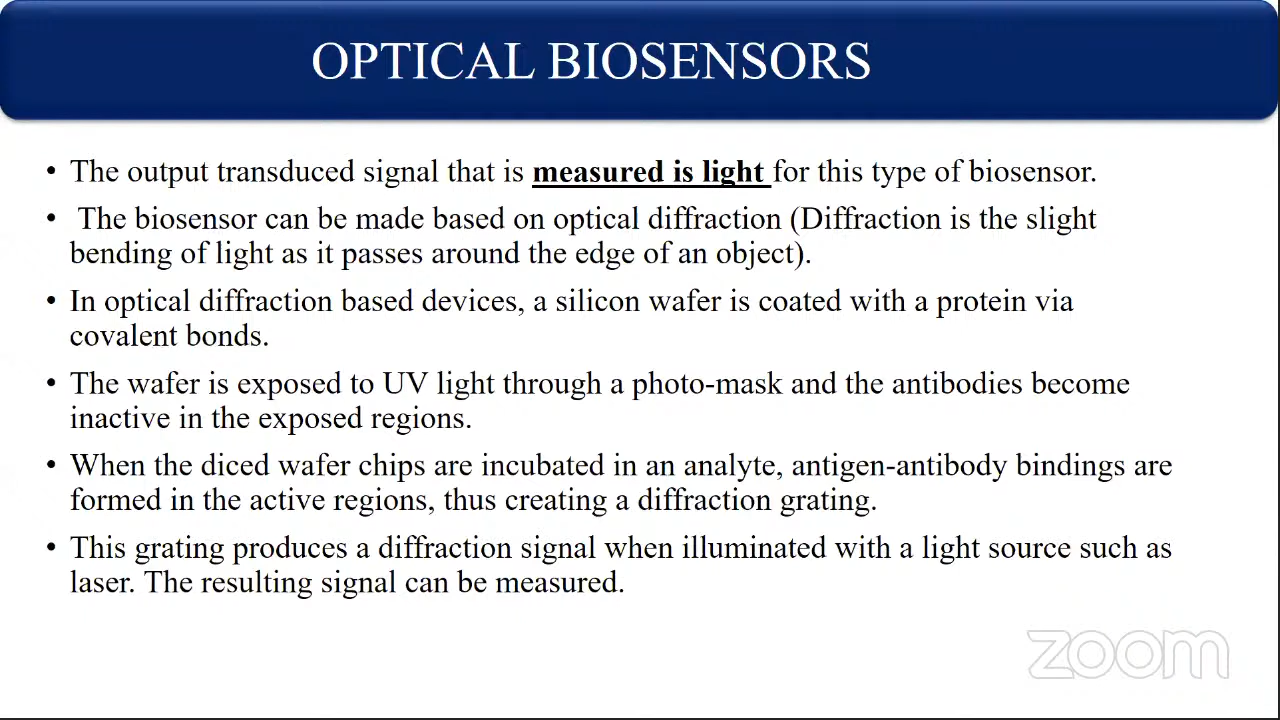 OPTICAL BIOSENSORS
• The output transduced signal that is measured is light for this type of biosensor.
• The biosensor can be made based on optical diffraction (Diffraction is the slight
bending of light as it passes around the edge of an object).
• In optical diffraction based devices, a silicon wafer is coated with a protein via
covalent bonds.
• The wafer is exposed to UV light through a photo-mask and the antibodies become
inactive in the exposed regions.
• When the diced wafer chips are incubated in an analyte, antigen-antibody bindings are
formed in the active regions, thus creating a diffraction grating.
• This grating produces a diffraction signal when illuminated with a light source such as
laser. The resulting signal can be measured.
zoom